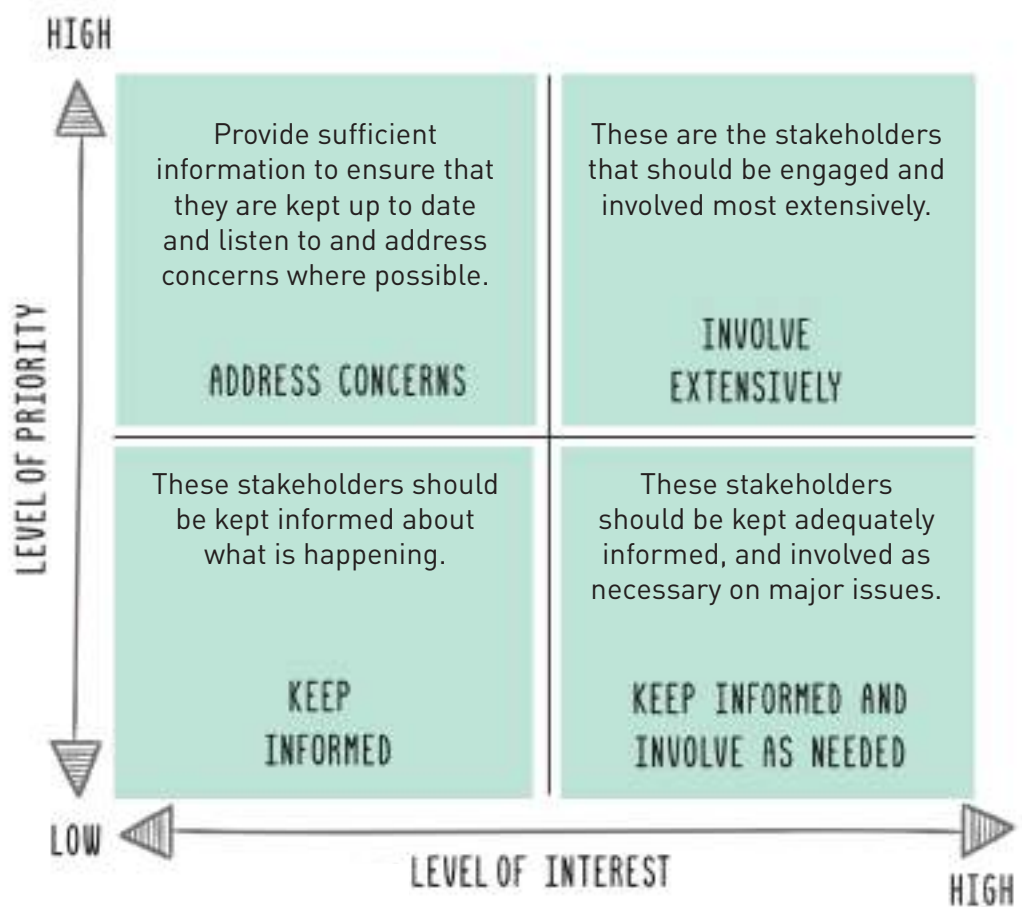 HIGH
Provide sufficient
information to ensure that
they are kept up to date
and listen to and address
concerns where possible.
ADDRESS CONCERNS
These are the stakeholders
that should be engaged and
involved most extensively.
INVOLVE
EXTENSIVELY
LEVEL OF PRIORITY
These stakeholders should
be kept informed about
what is happening.
KEEP
INFORMED
These stakeholders
should be kept adequately
informed, and involved as
necessary on major issues.
KEEP INFORMED AND
INVOLVE AS NEEDED
LOW
LEVEL OF INTEREST
HIGH